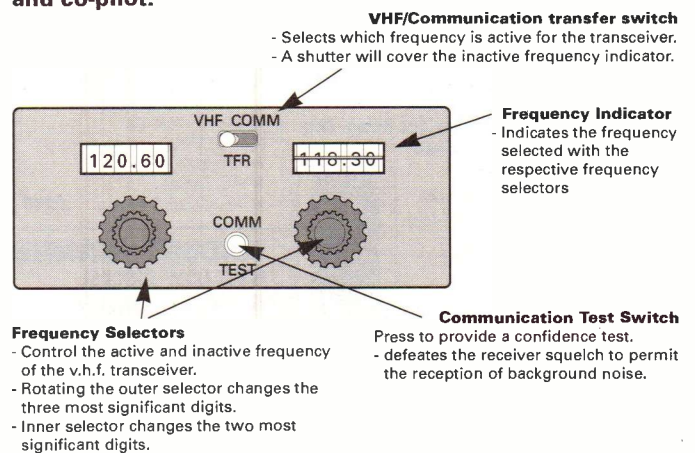 and co-pilot.
VHF/Communication transfer switch
- Selects which frequency is active for the transceiver.
- A shutter will cover the inactive frequency indicator.
VHF COMM
TFR
120.60
118.30
Frequency Indicator
- Indicates the frequency
selected with the
respective frequency
selectors
COMM
TEST
Frequency Selectors
- Control the active and inactive frequency
of the v.h.f. transceiver.
- Rotating the outer selector changes the
three most significant digits.
- Inner selector changes the two most
significant digits.
Communication Test Switch
Press to provide a confidence test.
- defeates the receiver squelch to permit
the reception of background noise.